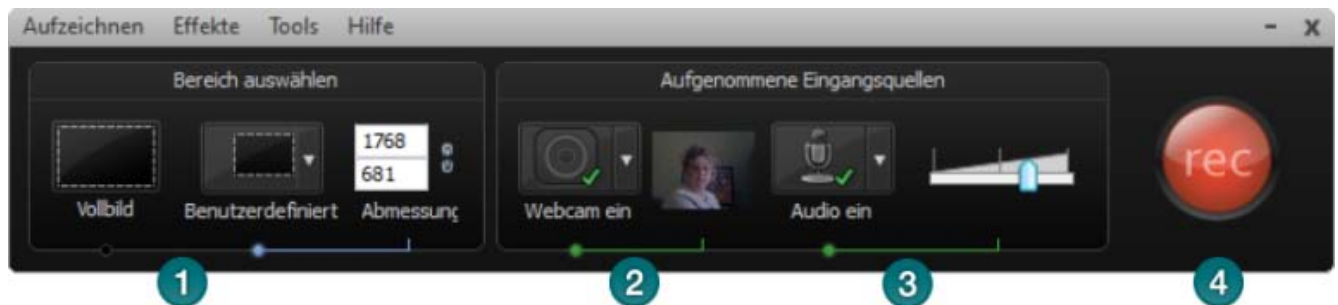 Aufzeichnen Effekte Tools Hilfe - x
Bereich auswählen
Aufgenommene Eingangsquellen
1768
681
rec
Vollbild Benutzerdefiniert Abmessung
Webcam ein Audio ein
1 2 3 4